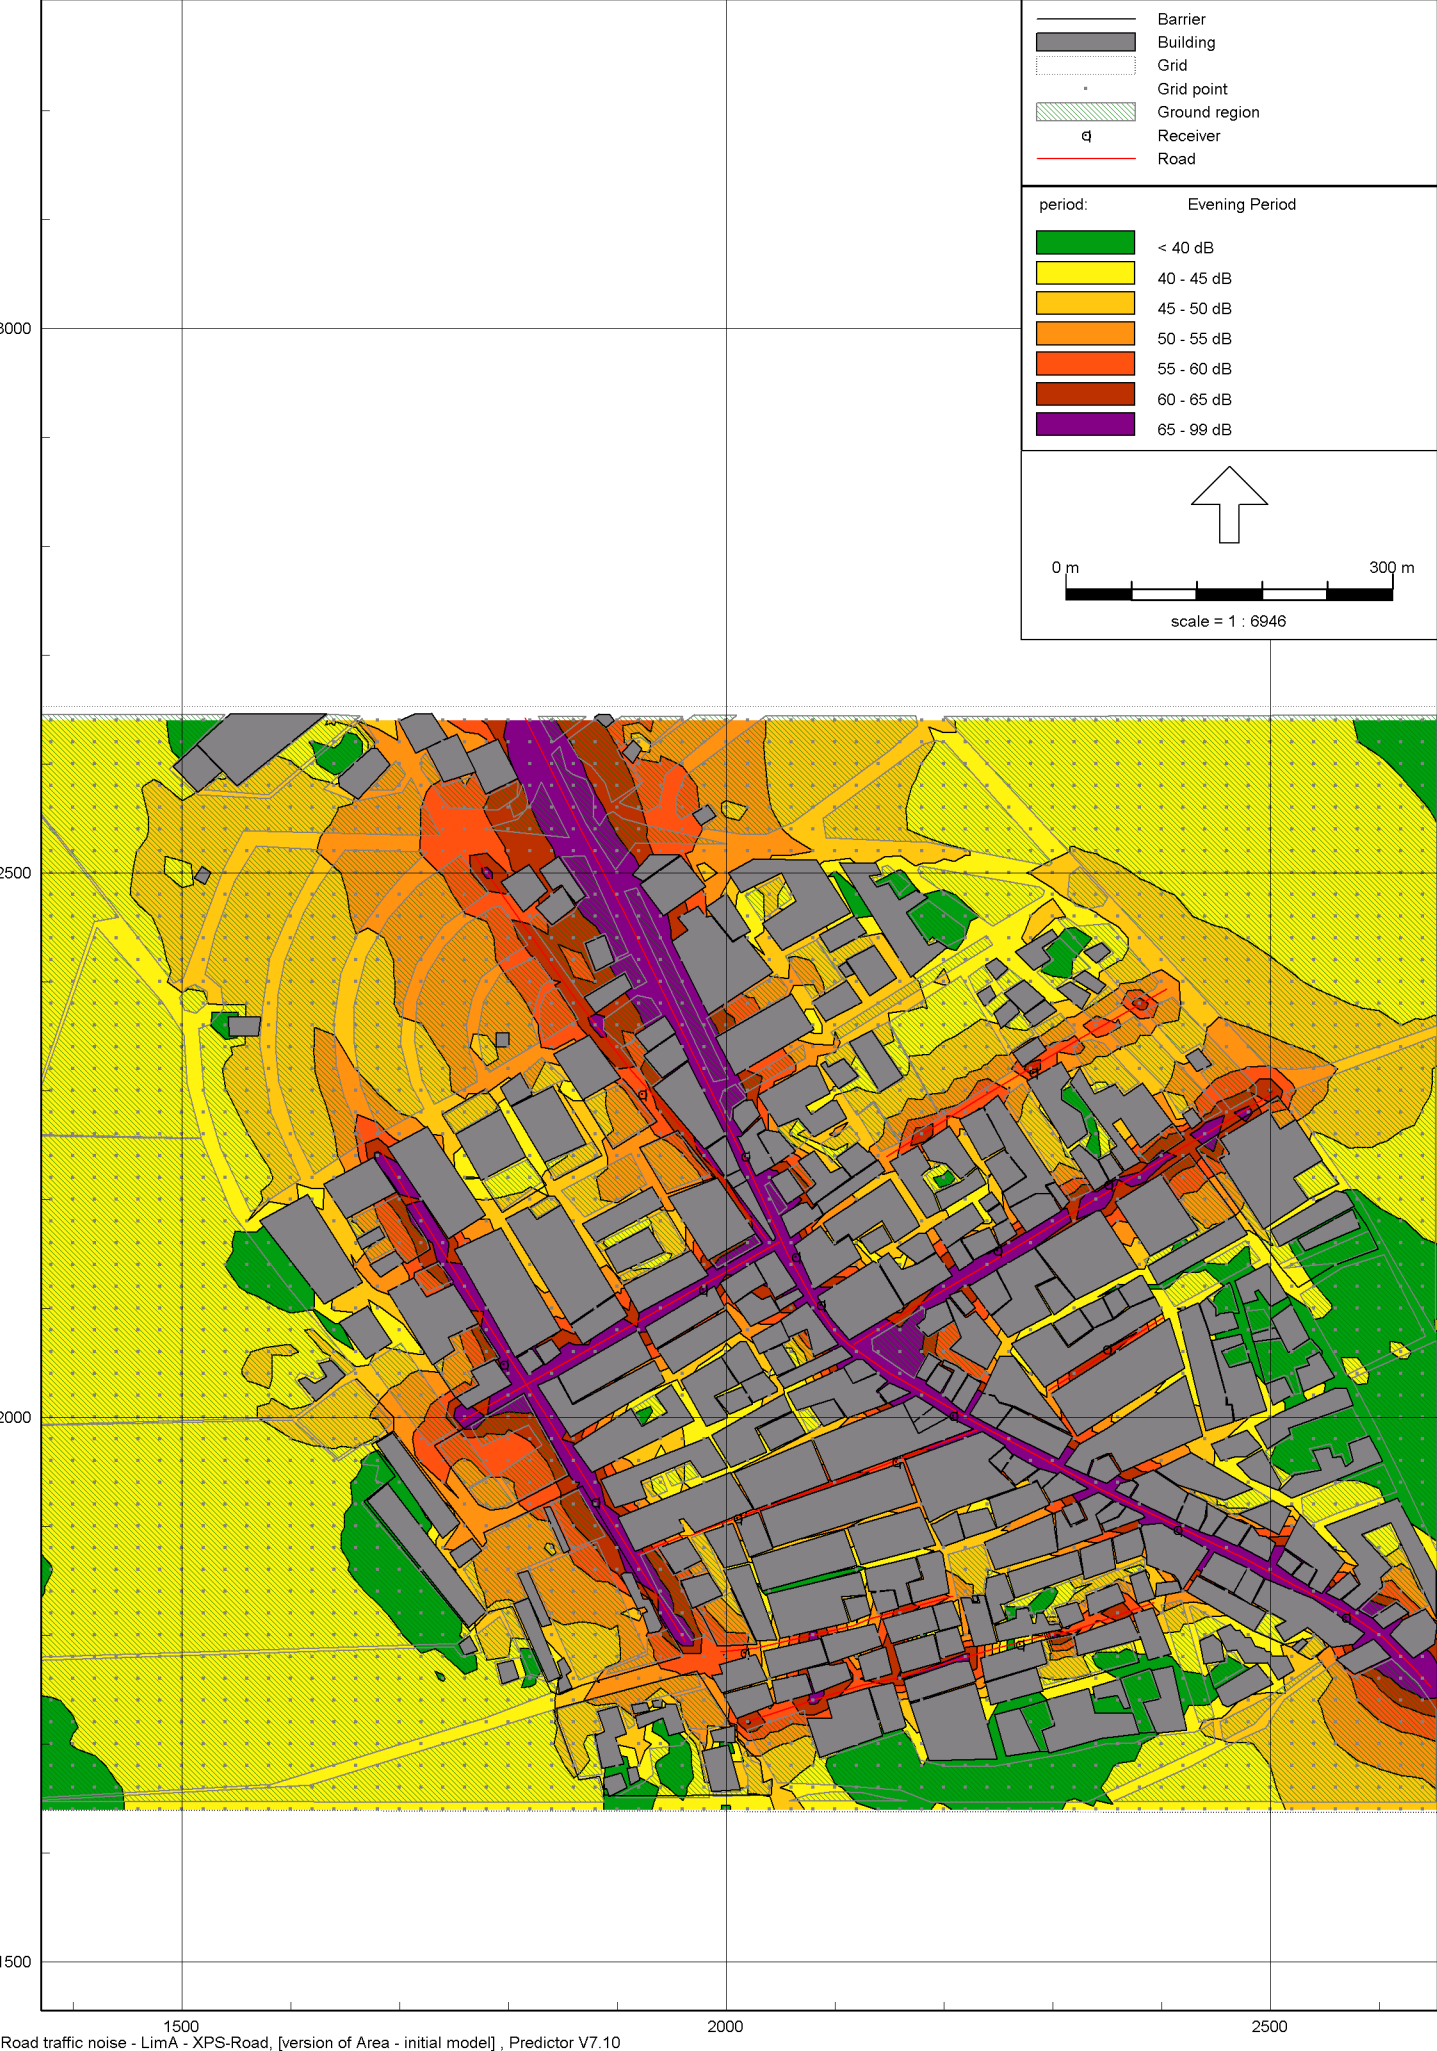 Barrier
Building
Grid
Grid point
Ground region
Receiver
Road
period: Evening Period
< 40 dB
40 - 45 dB
45 - 50 dB
50 - 55 dB
55 - 60 dB
60 - 65 dB
65 - 99 dB
0 m 300 m
scale = 1 : 6946
3000
2500
2000
1500
1500 2000 2500
Road traffic noise - LimA - XPS-Road, [version of Area - initial model] , Predictor V7.10